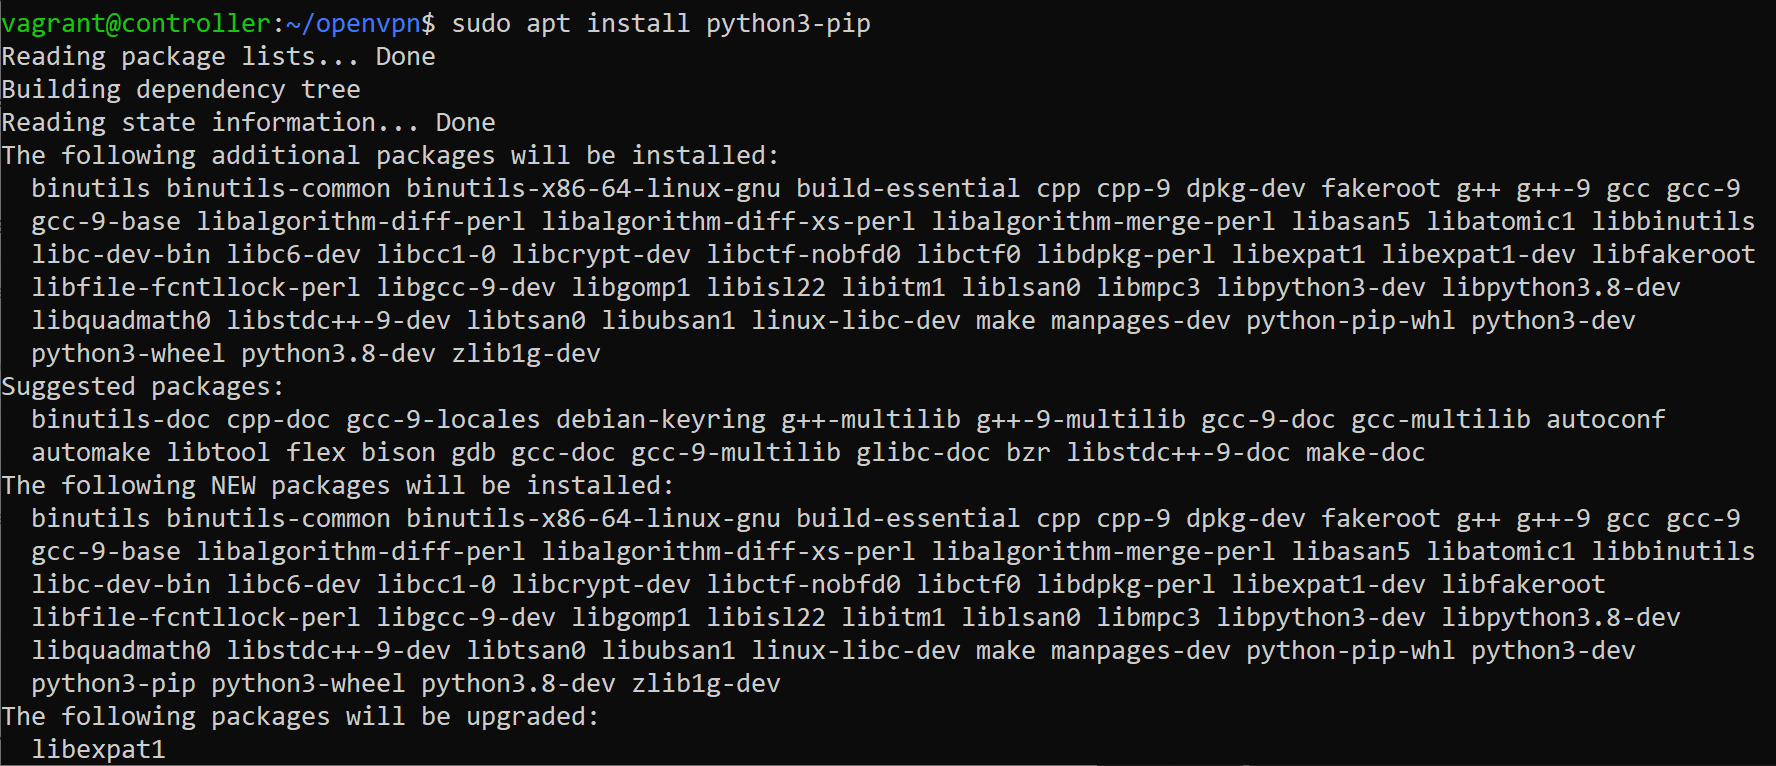 vagrant@controller:~/openvpn$ sudo apt install python3-pip
Reading package lists... Done
Building dependency tree
Reading state information... Done
The following additional packages will be installed:
  binutils binutils-common binutils-x86-64-linux-gnu build-essential cpp cpp-9 dpkg-dev fakeroot g++ g++-9 gcc gcc-9
  gcc-9-base libalgorithm-diff-perl libalgorithm-diff-xs-perl libalgorithm-merge-perl libasan5 libatomic1 libbinutils
  libc-dev-bin libc6-dev libcc1-0 libcrypt-dev libctf-nobfd0 libctf0 libdpkg-perl libexpat1 libexpat1-dev libfakeroot
  libfile-fcntllock-perl libgcc-9-dev libgomp1 libisl22 libitm1 liblsan0 libmpc3 libpython3-dev libpython3.8-dev
  libquadmath0 libstdc++-9-dev libtsan0 libubsan1 linux-libc-dev make manpages-dev python-pip-whl python3-dev
  python3-wheel python3.8-dev zlib1g-dev
Suggested packages:
  binutils-doc cpp-doc gcc-9-locales debian-keyring g++-multilib g++-9-multilib gcc-9-doc gcc-multilib autoconf
  automake libtool flex bison gdb gcc-doc gcc-9-multilib glibc-doc bzr libstdc++-9-doc make-doc
The following NEW packages will be installed:
  binutils binutils-common binutils-x86-64-linux-gnu build-essential cpp cpp-9 dpkg-dev fakeroot g++ g++-9 gcc gcc-9
  gcc-9-base libalgorithm-diff-perl libalgorithm-diff-xs-perl libalgorithm-merge-perl libasan5 libatomic1 libbinutils
  libc-dev-bin libc6-dev libcc1-0 libcrypt-dev libctf-nobfd0 libctf0 libdpkg-perl libexpat1-dev libfakeroot
  libfile-fcntllock-perl libgcc-9-dev libgomp1 libisl22 libitm1 liblsan0 libmpc3 libpython3-dev libpython3.8-dev
  libquadmath0 libstdc++-9-dev libtsan0 libubsan1 linux-libc-dev make manpages-dev python-pip-whl python3-dev
  python3-pip python3-wheel python3.8-dev zlib1g-dev
The following packages will be upgraded:
  libexpat1